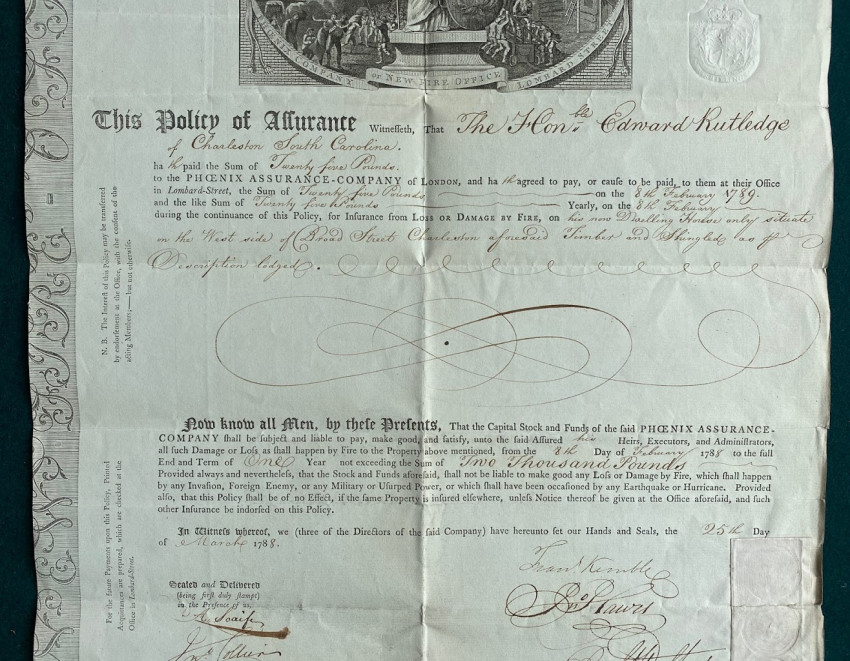 PHŒNIX COMPANY OR NEW FIRE OFFICE LOMBARD STREET
This Policy of Aſſurance Witneſſeth, That The Honble. Edward Rutledge
of Charleston South Carolina.
ha th paid the Sum of Twenty five Pounds.
to the PHŒNIX ASSURANCE-COMPANY of LONDON, and ha th agreed to pay, or cauſe to be paid, to them at their Office
in Lombard-Street, the Sum of Twenty five Pounds on the 8th February 1789.
and the like Sum of Twenty five Pounds Yearly, on the 8th February
during the continuance of this Policy, for Inſurance from LOSS OR DAMAGE BY FIRE, on his now Dwelling House only situate
on the West side of Broad Street Charleston aforesaid Timber and Shingled as
Description lodged.
N. B. The Intereſt of this Policy may be transferred
by endorſement at the Office, with the conſent of the
aſſing Members;—but not otherwiſe.
Now know all Men, by theſe Preſents, That the Capital Stock and Funds of the ſaid PHŒNIX ASSURANCE-
COMPANY ſhall be ſubject and liable to pay, make good, and ſatisfy, unto the ſaid Aſſured his Heirs, Executors, and Adminiſtrators,
all ſuch Damage or Loſs as ſhall happen by Fire to the Property above mentioned, from the 8th Day of February 1788 to the full
End and Term of One Year not exceeding the Sum of Two Thousand Pounds
Provided always and nevertheleſs, that the Stock and Funds aforeſaid, ſhall not be liable to make good any Loſs or Damage by Fire, which ſhall happen
by any Invaſion, Foreign Enemy, or any Military or Uſurped Power, or which ſhall have been occaſioned by any Earthquake or Hurricane. Provided
alſo, that this Policy ſhall be of no Effect, if the ſame Property is inſured elſewhere, unleſs Notice thereof be given at the Office aforeſaid, and ſuch
other Inſurance be indorſed on this Policy.
In Witneſs whereof, we (three of the Directors of the ſaid Company) have hereunto ſet our Hands and Seals, the 25th Day
of March 1788.
For the future Payments upon this Policy, Printed
Acquittances are prepared, which are checked at the
Office in Lombard-Street.
Sealed and Delivered
(being firſt duly ſtampt)
in the Preſence of us,
Fran. Kemble
A. Scaife
Jno. Collier